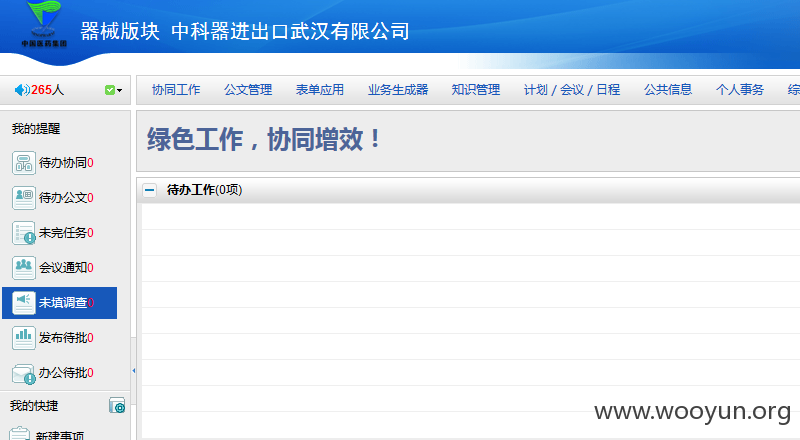 中国医药集团
器械版块 中科器进出口武汉有限公司
265人
协同工作 公文管理 表单应用 业务生成器 知识管理 计划 / 会议 / 日程 公共信息 个人事务 综
我的提醒
待办协同0
待办公文0
未完任务0
会议通知0
未填调查0
发布待批0
办公待批0
我的快捷
新建事项
绿色工作，协同增效！
待办工作(0项)
www.wooyun.org